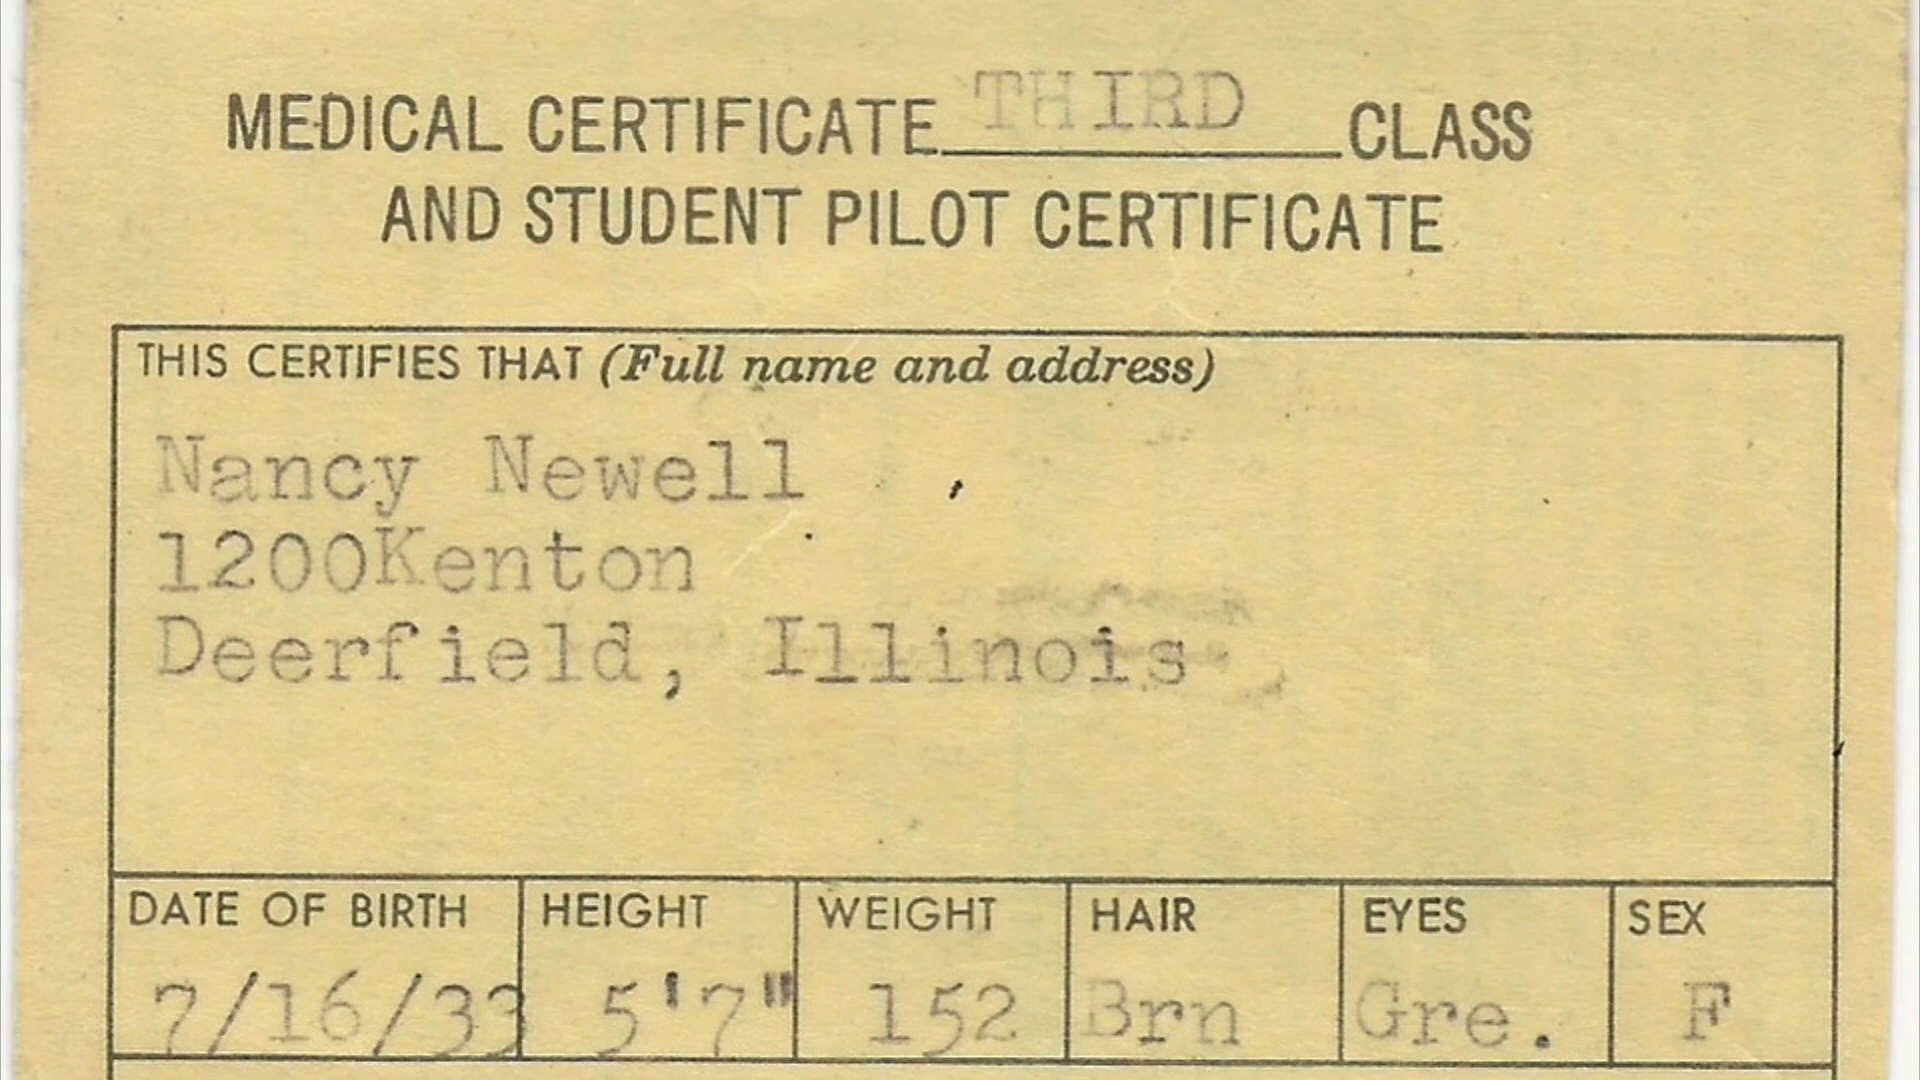 MEDICAL CERTIFICATE THIRD CLASS
AND STUDENT PILOT CERTIFICATE
THIS CERTIFIES THAT (Full name and address)
Nancy Newell
1200Kenton
Deerfield, Illinois
DATE OF BIRTH HEIGHT WEIGHT HAIR EYES SEX
7/16/33 5'7" 152 Brn Gre. F